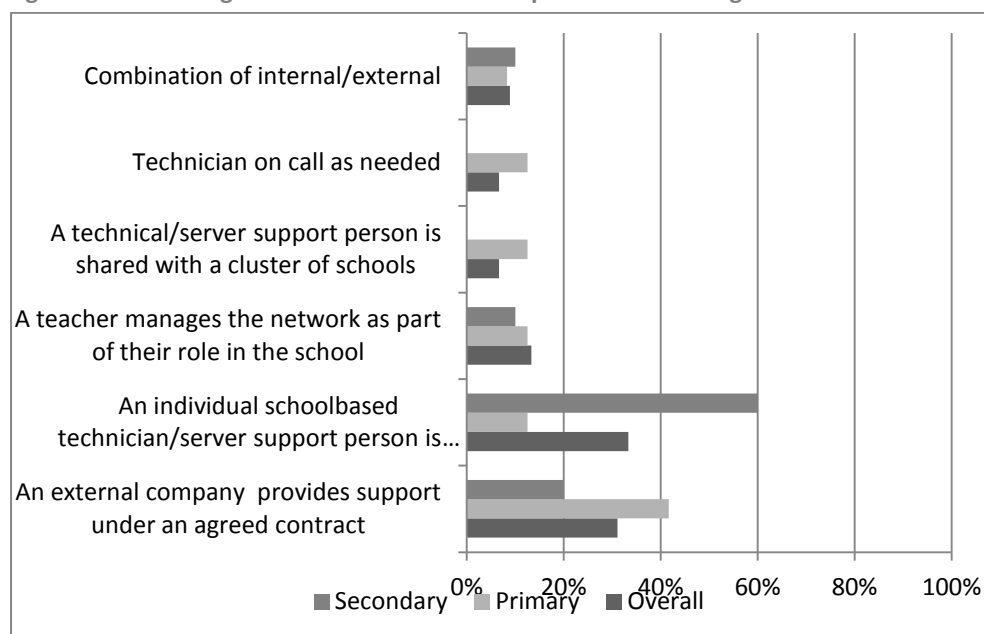 Combination of internal/external
Technician on call as needed
A technical/server support person is
shared with a cluster of schools
A teacher manages the network as part
of their role in the school
An individual schoolbased
technician/server support person is…
An external company provides support
under an agreed contract
0% 20% 40% 60% 80% 100%
Secondary Primary Overall